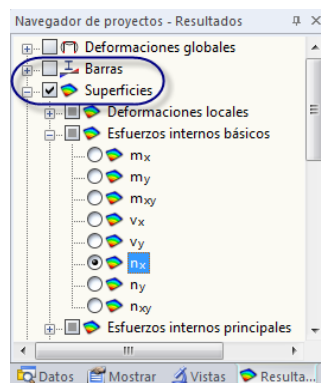 Navegador de proyectos - Resultados
Deformaciones globales
Barras
Superficies
Deformaciones locales
Esfuerzos internos básicos
mx
my
mxy
vx
vy
nx
ny
nxy
Esfuerzos internos principales
Datos Mostrar Vistas Resulta...